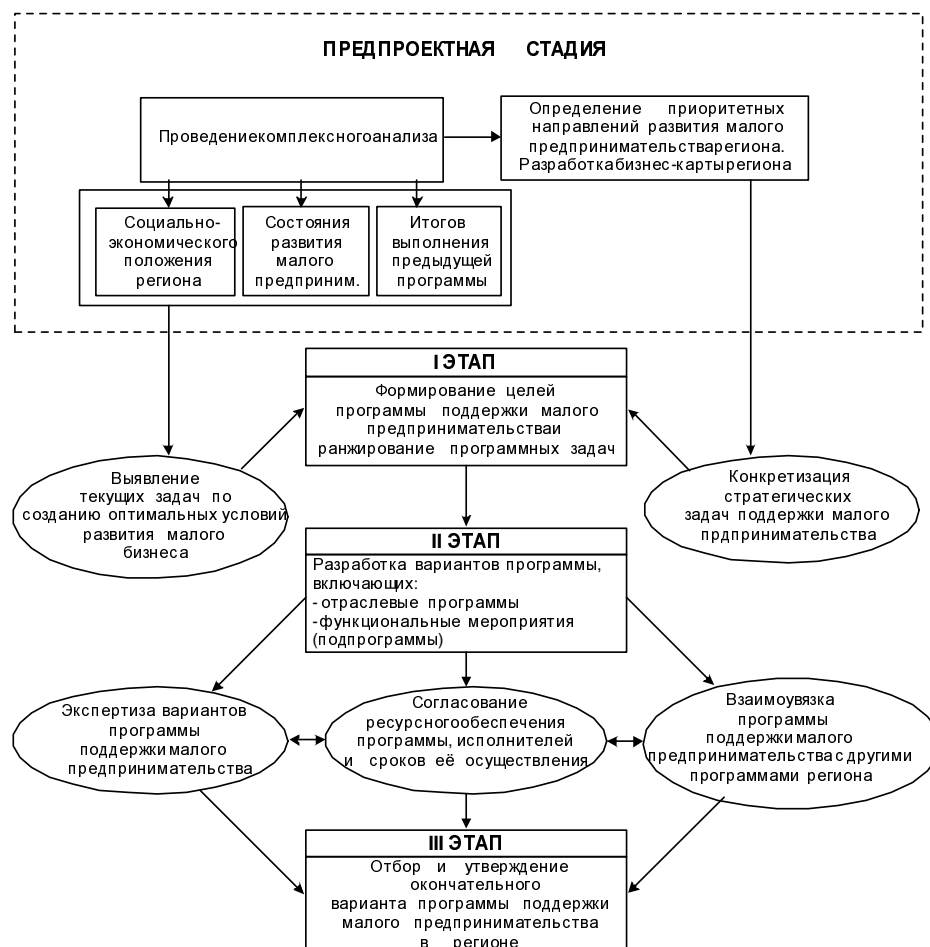 ПРЕДПРОЕКТНАЯ СТАДИЯ
Проведениекомплексногоанализа
Определение приоритетных
направлений развития малого
предпринимательстварегиона.
Разработкабизнес-картырегиона
Социально-
экономического
положения
региона
Состояния
развития
малого
предприним.
Итогов
выполнения
предыдущей
программы
I ЭТАП
Формирование целей
программы поддержки малого
предпринимательстваи
ранжирование программных задач
Выявление
текущих задач по
созданию оптимальных условий
развития малого
бизнеса
Конкретизация
стратегических
задач поддержки малого
прдпринимательства
II ЭТАП
Разработка вариантов программы,
включающих:
- отраслевые программы
-функциональные мероприятия
(подпрограммы)
Экспертиза вариантов
программы
поддержки малого
предпринимательства
Согласование
ресурсногообеспечения
программы, исполнителей
и сроков её осуществления
Взаимоувязка
программы
поддержки малого
предпринимательства с другими
программами региона
III ЭТАП
Отбор и утверждение
окончательного
варианта программы поддержки
малого предпринимательства
в регионе